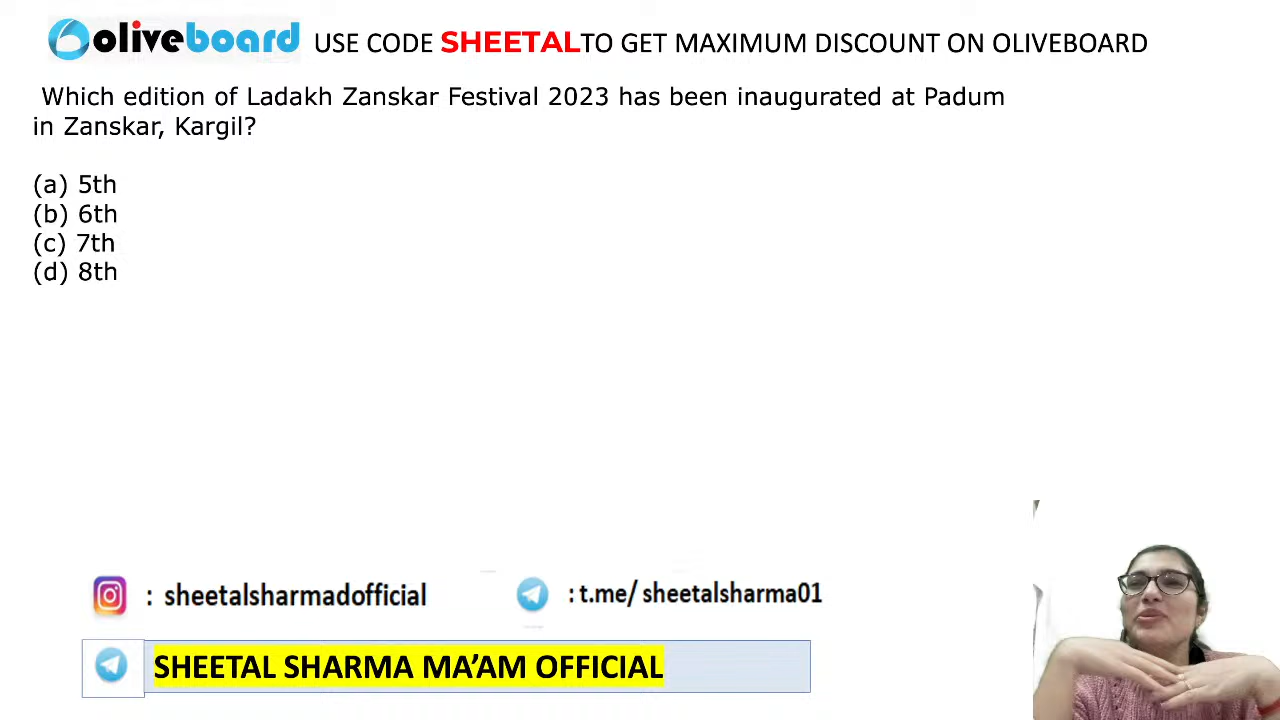 oliveboard USE CODE SHEETAL TO GET MAXIMUM DISCOUNT ON OLIVEBOARD
Which edition of Ladakh Zanskar Festival 2023 has been inaugurated at Padum
in Zanskar, Kargil?
(a) 5th
(b) 6th
(c) 7th
(d) 8th
: sheetalsharmadofficial : t.me/ sheetalsharma01
SHEETAL SHARMA MA’AM OFFICIAL